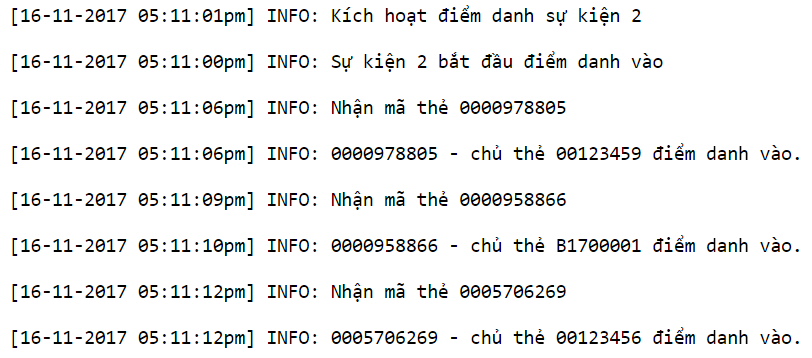 [16-11-2017 05:11:01pm] INFO: Kích hoạt điểm danh sự kiện 2
[16-11-2017 05:11:00pm] INFO: Sự kiện 2 bắt đầu điểm danh vào
[16-11-2017 05:11:06pm] INFO: Nhận mã thẻ 0000978805
[16-11-2017 05:11:06pm] INFO: 0000978805 - chủ thẻ 00123459 điểm danh vào.
[16-11-2017 05:11:09pm] INFO: Nhận mã thẻ 0000958866
[16-11-2017 05:11:10pm] INFO: 0000958866 - chủ thẻ B1700001 điểm danh vào.
[16-11-2017 05:11:12pm] INFO: Nhận mã thẻ 0005706269
[16-11-2017 05:11:12pm] INFO: 0005706269 - chủ thẻ 00123456 điểm danh vào.